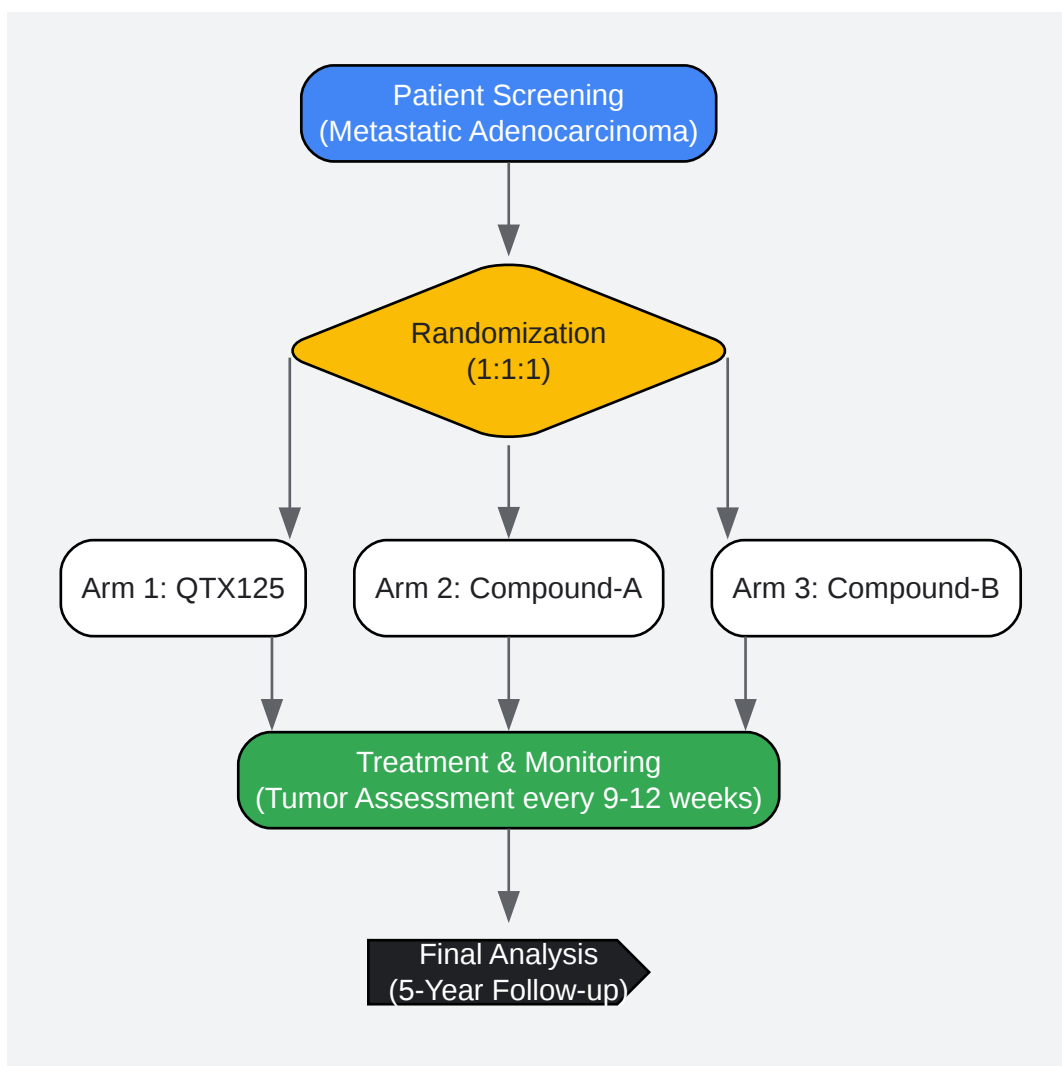 Patient Screening
(Metastatic Adenocarcinoma)
Randomization
(1:1:1)
Arm 1: QTX125
Arm 2: Compound-A
Arm 3: Compound-B
Treatment & Monitoring
(Tumor Assessment every 9-12 weeks)
Final Analysis
(5-Year Follow-up)